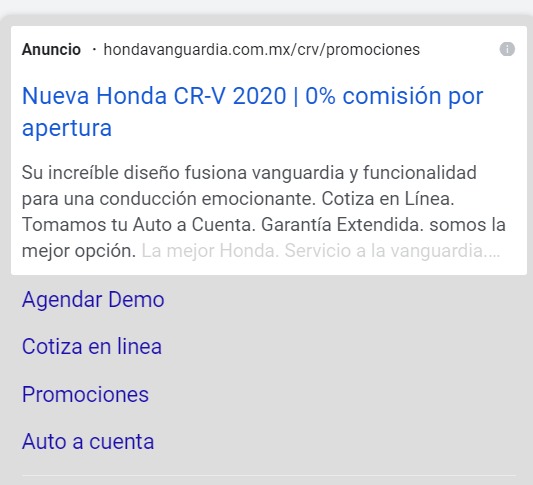 Anuncio · hondavanguardia.com.mx/crv/promociones
Nueva Honda CR-V 2020 | 0% comisión por
apertura
Su increíble diseño fusiona vanguardia y funcionalidad
para una conducción emocionante. Cotiza en Línea.
Tomamos tu Auto a Cuenta. Garantía Extendida. somos la
mejor opción. La mejor Honda. Servicio a la vanguardia....
Agendar Demo
Cotiza en linea
Promociones
Auto a cuenta